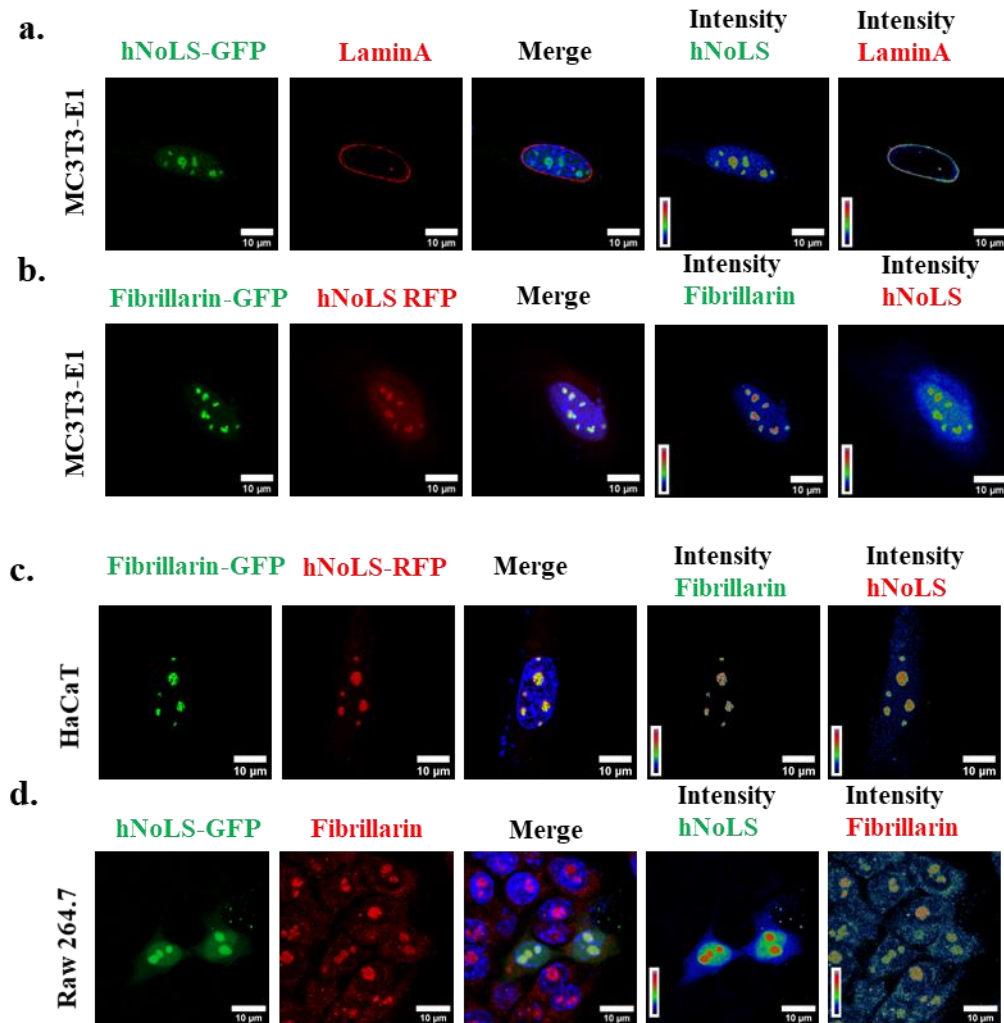 a.
hNoLS-GFP
LaminA
Merge
Intensity
hNoLS
Intensity
LaminA
MC3T3-E1
10 µm
10 µm
10 µm
10 µm
10 µm
b.
Fibrillarin-GFP
hNoLS RFP
Merge
Intensity
Fibrillarin
Intensity
hNoLS
MC3T3-E1
10 µm
10 µm
10 µm
10 µm
10 µm
c.
Fibrillarin-GFP
hNoLS-RFP
Merge
Intensity
Fibrillarin
Intensity
hNoLS
HaCaT
10 µm
10 µm
10 µm
10 µm
10 µm
d.
hNoLS-GFP
Fibrillarin
Merge
Intensity
hNoLS
Intensity
Fibrillarin
Raw 264.7
10 µm
10 µm
10 µm
10 µm
10 µm